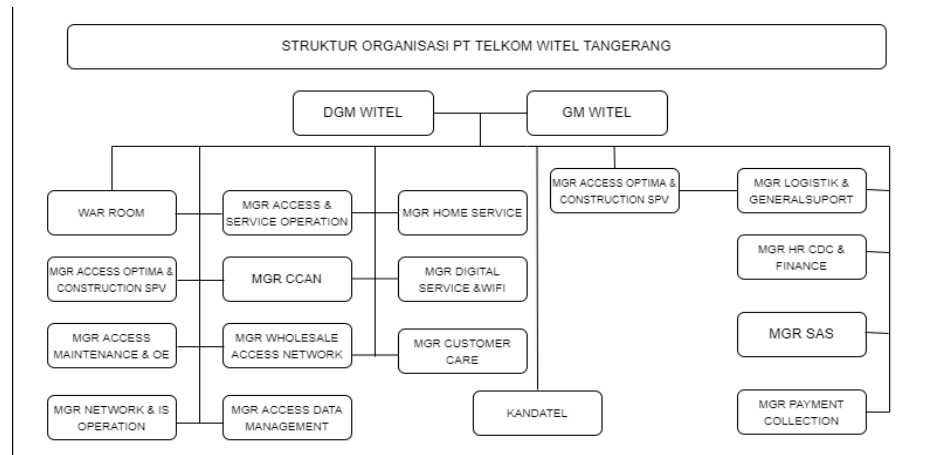 STRUKTUR ORGANISASI PT TELKOM WITEL TANGERANG
DGM WITEL
GM WITEL
WAR ROOM
MGR ACCESS &
SERVICE OPERATION
MGR HOME SERVICE
MGR ACCESS OPTIMA &
CONSTRUCTION SPV
MGR LOGISTIK &
GENERALSUPORT
MGR ACCESS OPTIMA &
CONSTRUCTION SPV
MGR CCAN
MGR DIGITAL
SERVICE &WIFI
MGR HR CDC &
FINANCE
MGR ACCESS
MAINTENANCE & OE
MGR WHOLESALE
ACCESS NETWORK
MGR CUSTOMER
CARE
MGR SAS
MGR NETWORK & IS
OPERATION
MGR ACCESS DATA
MANAGEMENT
KANDATEL
MGR PAYMENT
COLLECTION